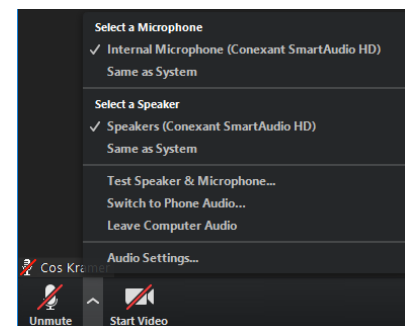 Select a Microphone
✓ Internal Microphone (Conexant SmartAudio HD)
Same as System
Select a Speaker
✓ Speakers (Conexant SmartAudio HD)
Same as System
Test Speaker & Microphone...
Switch to Phone Audio...
Leave Computer Audio
Audio Settings...
Cos Kramer
Unmute
Start Video